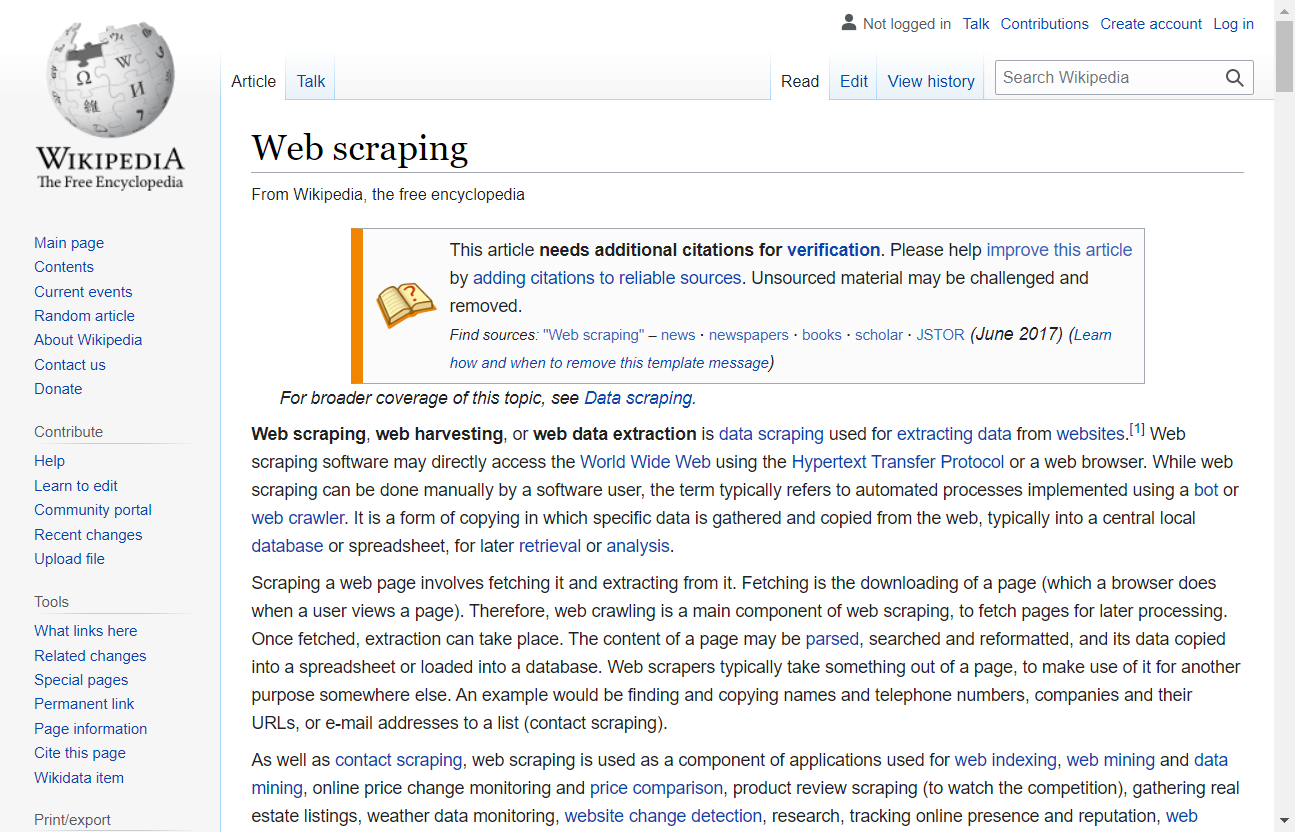 Not logged in Talk Contributions Create account Log in
Article Talk Read Edit View history Search Wikipedia
WIKIPEDIA
The Free Encyclopedia
Main page
Contents
Current events
Random article
About Wikipedia
Contact us
Donate
Contribute
Help
Learn to edit
Community portal
Recent changes
Upload file
Tools
What links here
Related changes
Special pages
Permanent link
Page information
Cite this page
Wikidata item
Print/export
Web scraping
From Wikipedia, the free encyclopedia
This article needs additional citations for verification. Please help improve this article
by adding citations to reliable sources. Unsourced material may be challenged and
removed.
Find sources: "Web scraping" – news · newspapers · books · scholar · JSTOR (June 2017) (Learn
how and when to remove this template message)
For broader coverage of this topic, see Data scraping.
Web scraping, web harvesting, or web data extraction is data scraping used for extracting data from websites.[1] Web
scraping software may directly access the World Wide Web using the Hypertext Transfer Protocol or a web browser. While web
scraping can be done manually by a software user, the term typically refers to automated processes implemented using a bot or
web crawler. It is a form of copying in which specific data is gathered and copied from the web, typically into a central local
database or spreadsheet, for later retrieval or analysis.
Scraping a web page involves fetching it and extracting from it. Fetching is the downloading of a page (which a browser does
when a user views a page). Therefore, web crawling is a main component of web scraping, to fetch pages for later processing.
Once fetched, extraction can take place. The content of a page may be parsed, searched and reformatted, and its data copied
into a spreadsheet or loaded into a database. Web scrapers typically take something out of a page, to make use of it for another
purpose somewhere else. An example would be finding and copying names and telephone numbers, companies and their
URLs, or e-mail addresses to a list (contact scraping).
As well as contact scraping, web scraping is used as a component of applications used for web indexing, web mining and data
mining, online price change monitoring and price comparison, product review scraping (to watch the competition), gathering real
estate listings, weather data monitoring, website change detection, research, tracking online presence and reputation, web